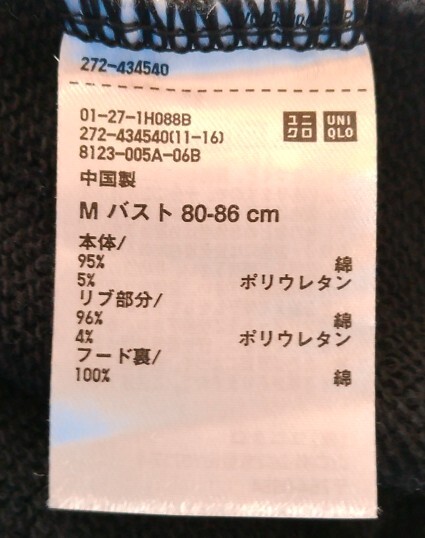 272-434540
01-27-1H088B
272-434540(11-16)
8123-005A-06B
ユニクロ
UNIQLO
中国製
M バスト 80-86 cm
本体/
95% 綿
5% ポリウレタン
リブ部分/
96% 綿
4% ポリウレタン
フード裏/
100% 綿